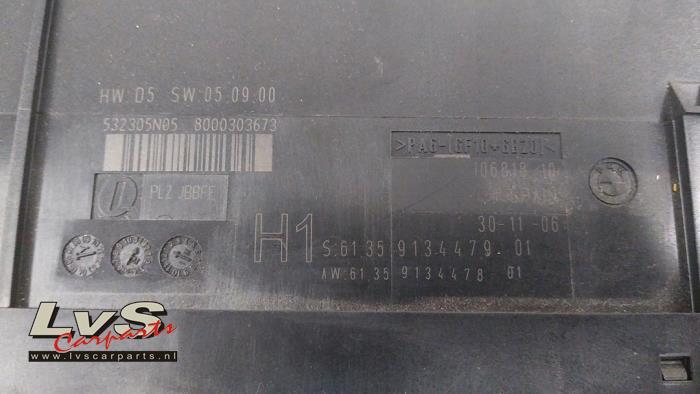 HW:05 SW:05.09.00
532305N05 8000303673
PL2 JBBFE
>PA6-(GF10+GB20)<
106818 10
30-11-06
H1
S:61.35 9134479.01
AW:61.35 9134478 01
LvS
Carparts
www.lvscarparts.nl